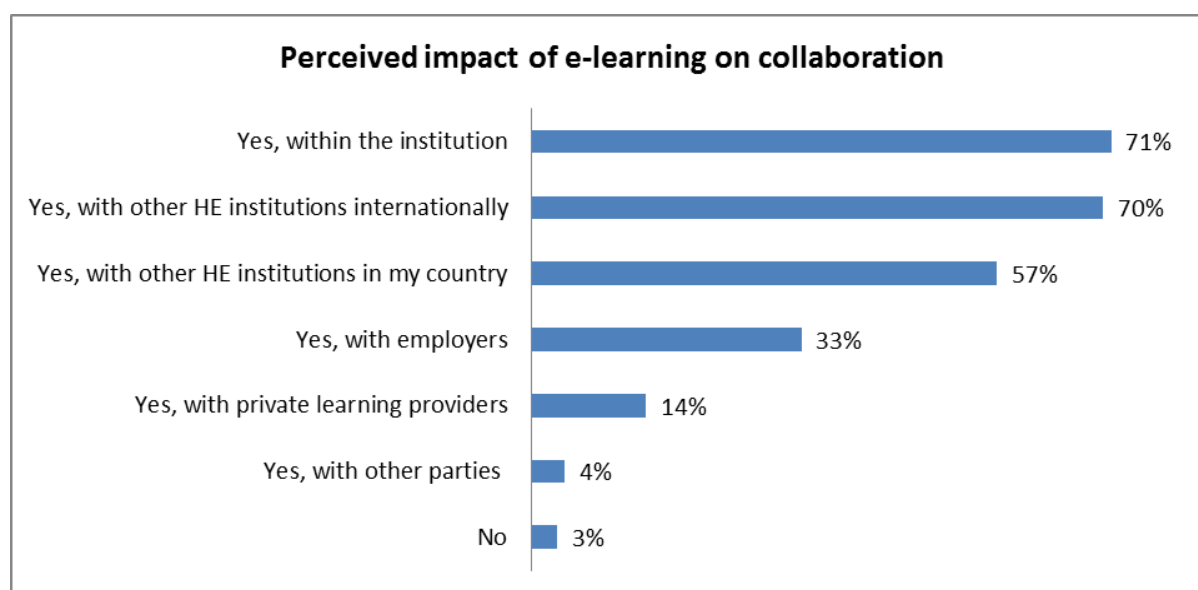 Perceived impact of e-learning on collaboration
Yes, within the institution 71%
Yes, with other HE institutions internationally 70%
Yes, with other HE institutions in my country 57%
Yes, with employers 33%
Yes, with private learning providers 14%
Yes, with other parties 4%
No 3%